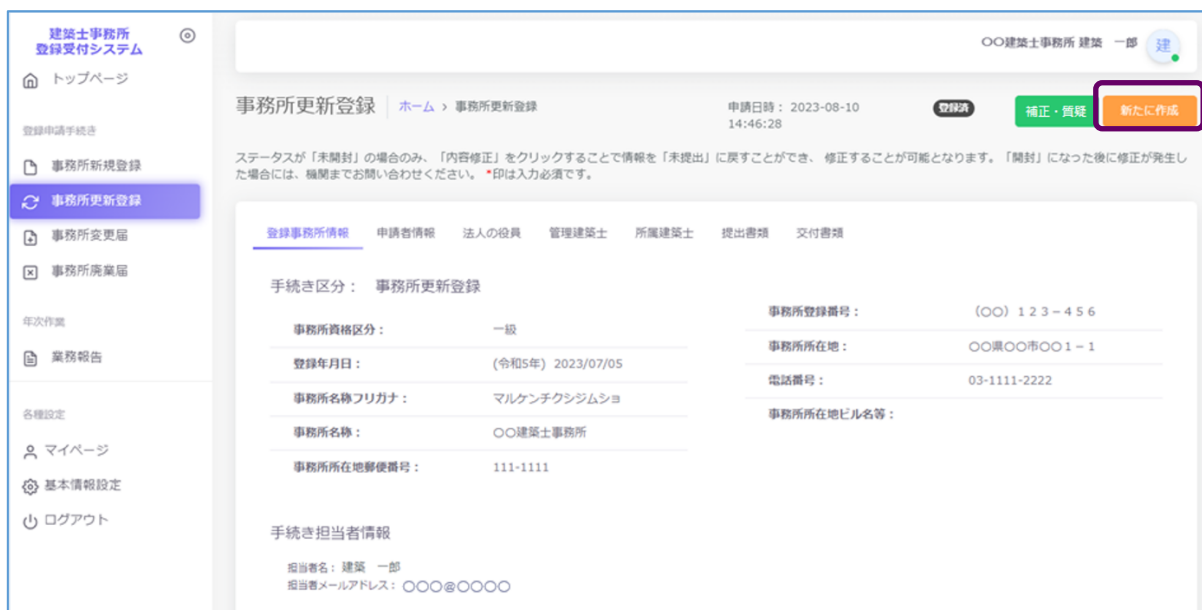 建築士事務所
登録受付システム
トップページ
登録申請手続き
事務所新規登録
事務所更新登録
事務所変更届
事務所廃業届
年次作業
業務報告
各種設定
マイページ
基本情報設定
ログアウト
〇〇建築士事務所 建築 一郎 建
事務所更新登録 ホーム › 事務所更新登録
申請日時： 2023-08-10
14:46:28
登録済
補正・質疑
新たに作成
ステータスが「未開封」の場合のみ、「内容修正」をクリックすることで情報を「未提出」に戻すことができ、 修正することが可能となります。「開封」になった後に修正が発生し
た場合には、機関までお問い合わせください。 *印は入力必須です。
登録事務所情報 申請者情報 法人の役員 管理建築士 所属建築士 提出書類 交付書類
手続き区分： 事務所更新登録
事務所資格区分： 一級
登録年月日： (令和5年) 2023/07/05
事務所名称フリガナ： マルケンチクシジムショ
事務所名称： 〇〇建築士事務所
事務所所在地郵便番号： 111-1111
事務所登録番号： （〇〇）１２３－４５６
事務所所在地： 〇〇県〇〇市〇〇１－１
電話番号： 03-1111-2222
事務所所在地ビル名等：
手続き担当者情報
担当者名： 建築 一郎
担当者メールアドレス： 〇〇〇@〇〇〇〇